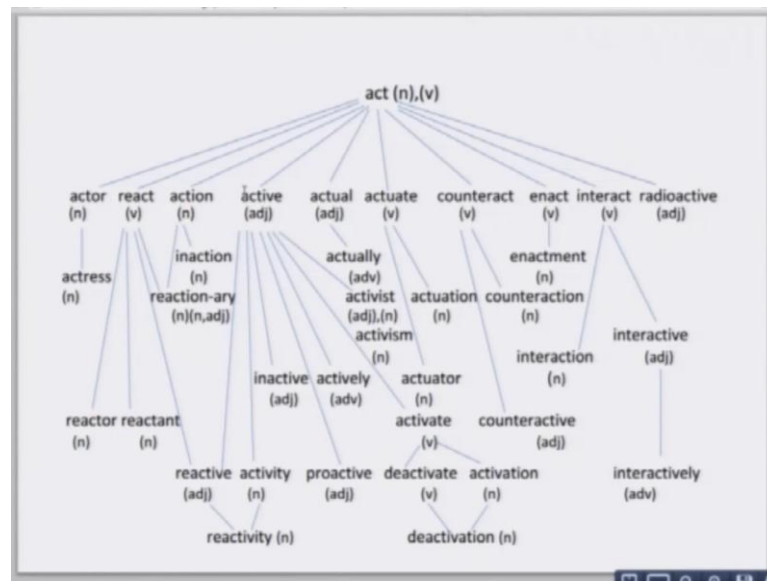 act (n),(v)
actor react action active actual actuate counteract enact interact radioactive
(n) (v) (n) (adj) (adj) (v) (v) (v) (v) (adj)
inaction actually enactment
(n) (adv) (n)
actress
(n)
reaction-ary activist actuation counteraction
(n)(n,adj) (adj),(n) (n) (n)
activism
(n)
interactive
(adj)
interaction
(n)
inactive actively actuator
(adj) (adv) (n)
reactor reactant activate counteractive
(n) (n) (v) (adj)
reactive activity proactive deactivate activation interactively
(adj) (n) (adj) (v) (n) (adv)
reactivity (n) deactivation (n)